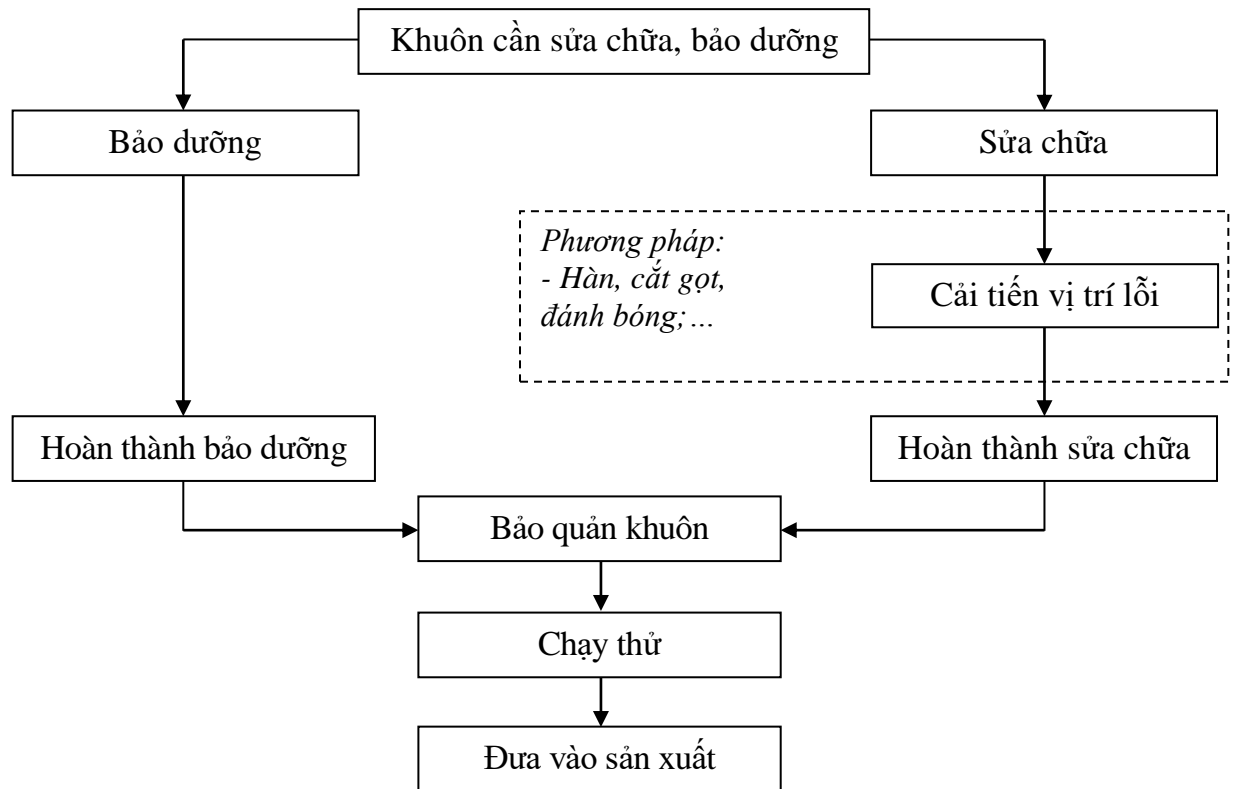 Khuôn cần sửa chữa, bảo dưỡng
Bảo dưỡng
Sửa chữa
Phương pháp:
- Hàn, cắt gọt,
đánh bóng;…
Cải tiến vị trí lỗi
Hoàn thành bảo dưỡng
Hoàn thành sửa chữa
Bảo quản khuôn
Chạy thử
Đưa vào sản xuất